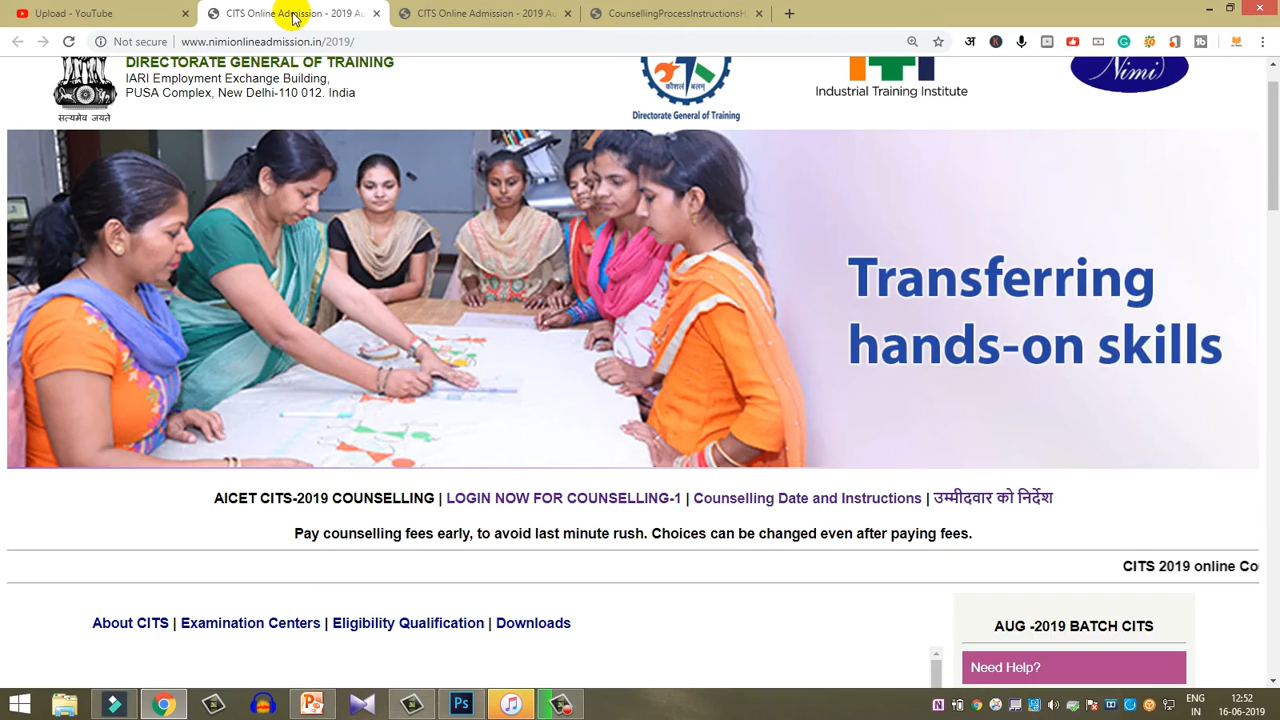 Upload - YouTube
CITS Online Admission - 2019 Au
CITS Online Admission - 2019 Au
CounsellingProcessInstructionsH
Not secure
www.nimionlineadmission.in/2019/
DIRECTORATE GENERAL OF TRAINING
IARI Employment Exchange Building,
PUSA Complex, New Delhi-110 012. India
सत्यमेव जयते
कौशलं बलम्
Directorate General of Training
Industrial Training Institute
Nimi
Transferring
hands-on skills
AICET CITS-2019 COUNSELLING | LOGIN NOW FOR COUNSELLING-1 | Counselling Date and Instructions | उम्मीदवार को निर्देश
Pay counselling fees early, to avoid last minute rush. Choices can be changed even after paying fees.
CITS 2019 online Co
About CITS | Examination Centers | Eligibility Qualification | Downloads
AUG -2019 BATCH CITS
Need Help?
ENG
12:52
IN
16-06-2019